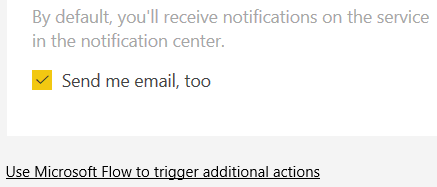 By default, you'll receive notifications on the service
in the notification center.
Send me email, too
Use Microsoft Flow to trigger additional actions